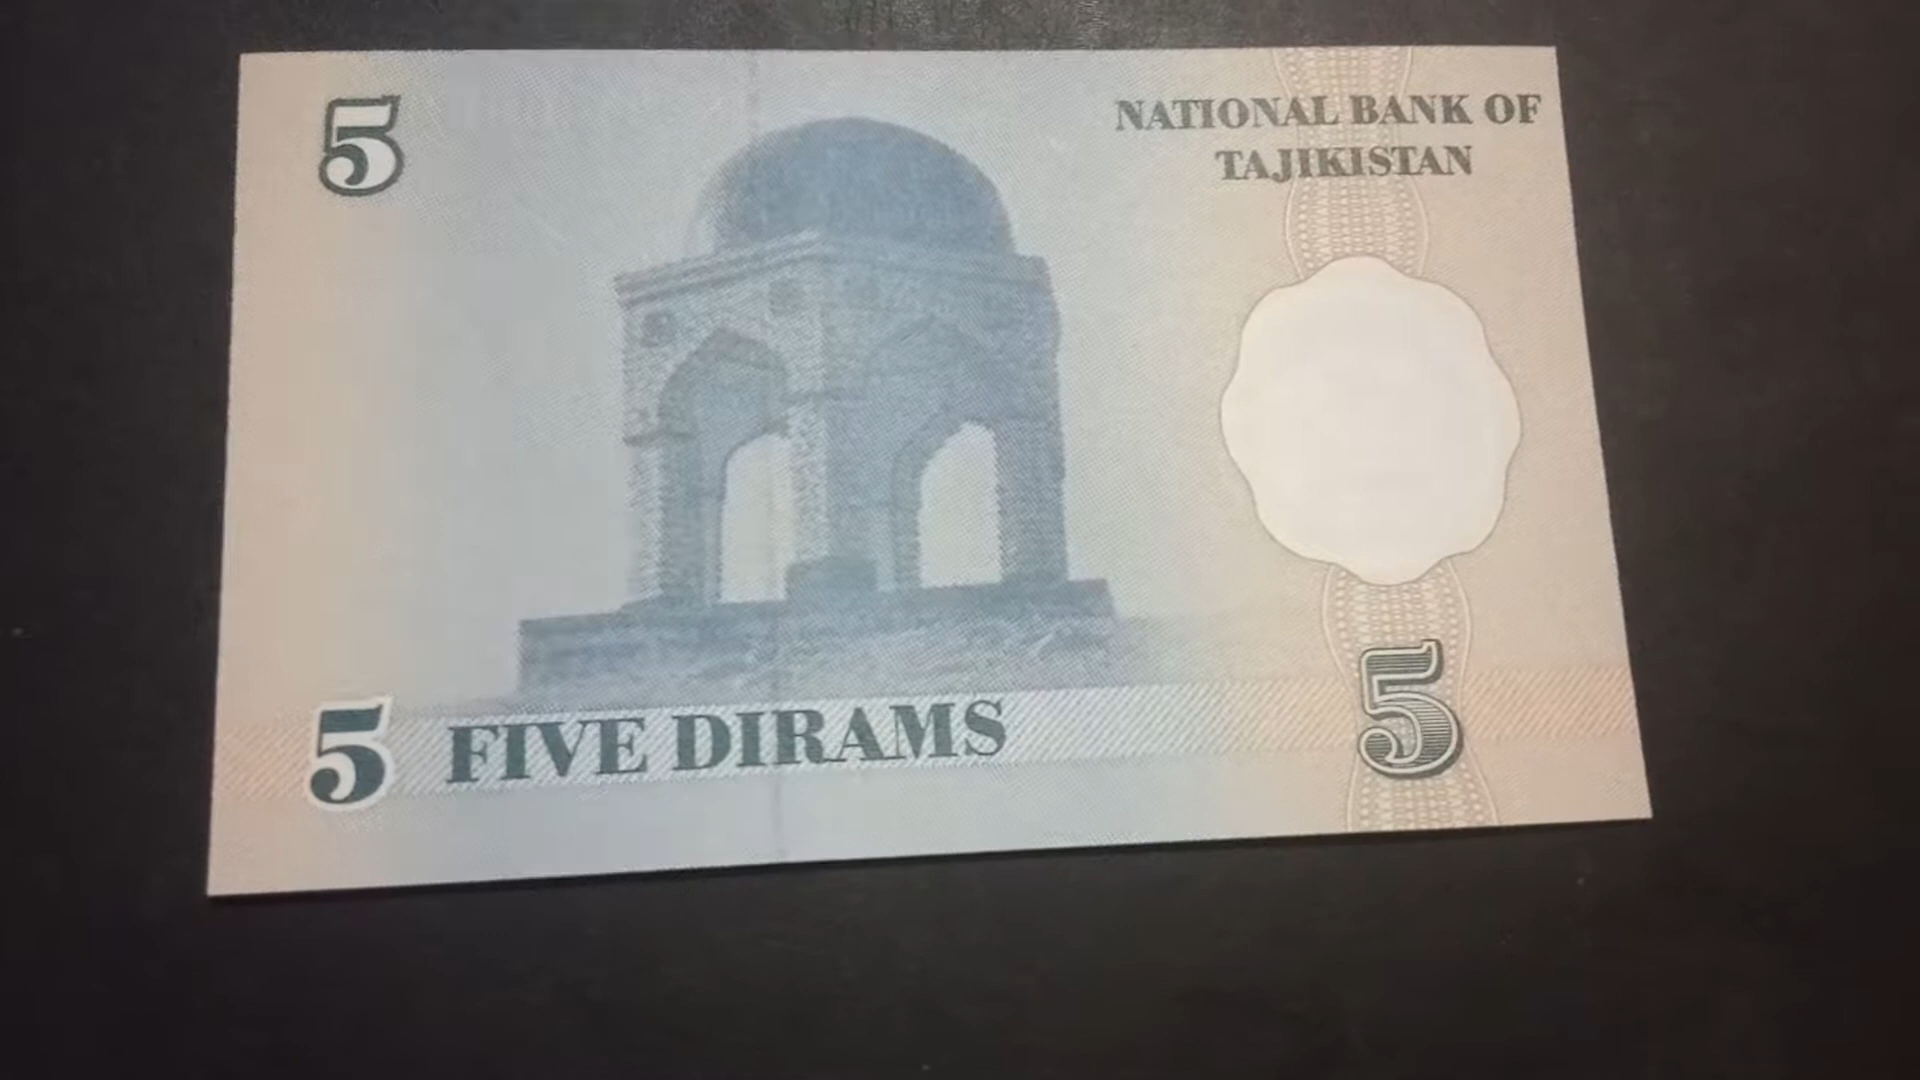 5
NATIONAL BANK OF
TAJIKISTAN
5 FIVE DIRAMS
5